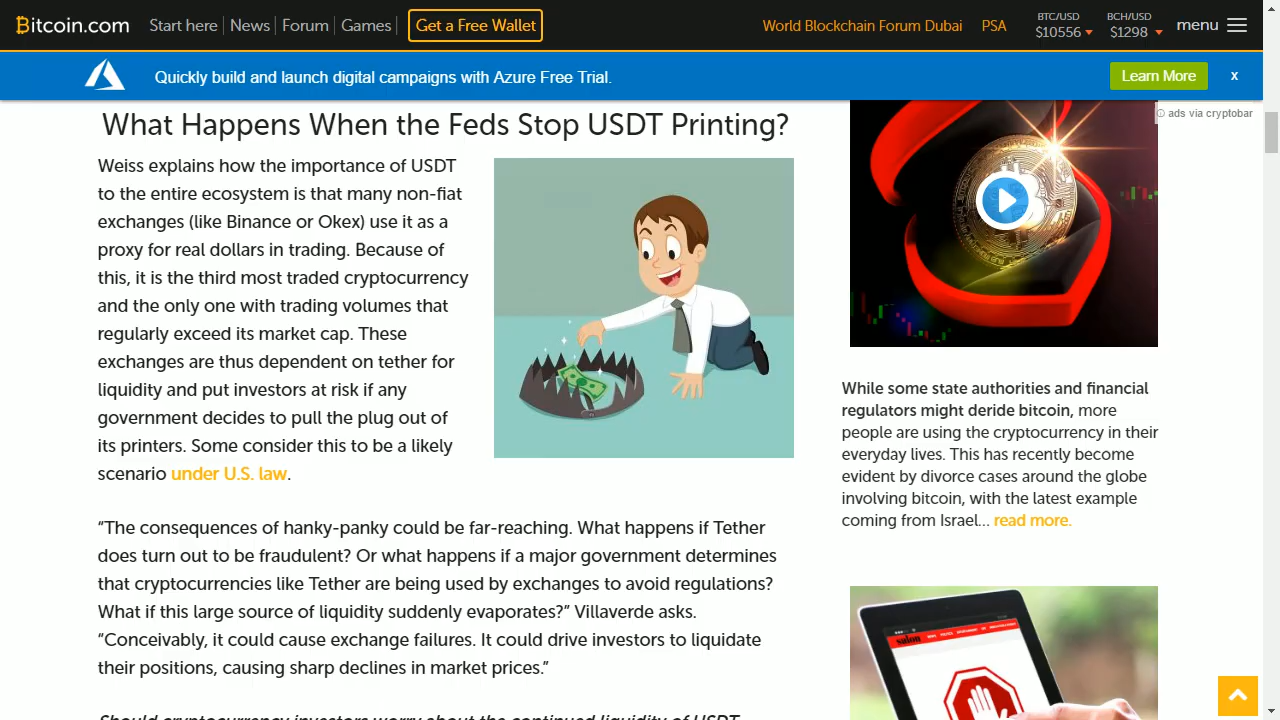 Bitcoin.com Start here News Forum Games Get a Free Wallet World Blockchain Forum Dubai PSA BTC/USD $10556 BCH/USD $1298 menu
Quickly build and launch digital campaigns with Azure Free Trial. Learn More x
ads via cryptobar
What Happens When the Feds Stop USDT Printing?
Weiss explains how the importance of USDT
to the entire ecosystem is that many non-fiat
exchanges (like Binance or Okex) use it as a
proxy for real dollars in trading. Because of
this, it is the third most traded cryptocurrency
and the only one with trading volumes that
regularly exceed its market cap. These
exchanges are thus dependent on tether for
liquidity and put investors at risk if any
government decides to pull the plug out of
its printers. Some consider this to be a likely
scenario under U.S. law.
“The consequences of hanky-panky could be far-reaching. What happens if Tether
does turn out to be fraudulent? Or what happens if a major government determines
that cryptocurrencies like Tether are being used by exchanges to avoid regulations?
What if this large source of liquidity suddenly evaporates?” Villaverde asks.
“Conceivably, it could cause exchange failures. It could drive investors to liquidate
their positions, causing sharp declines in market prices.”
Should cryptocurrency investors worry about the continued liquidity of USDT
While some state authorities and financial
regulators might deride bitcoin, more
people are using the cryptocurrency in their
everyday lives. This has recently become
evident by divorce cases around the globe
involving bitcoin, with the latest example
coming from Israel... read more.